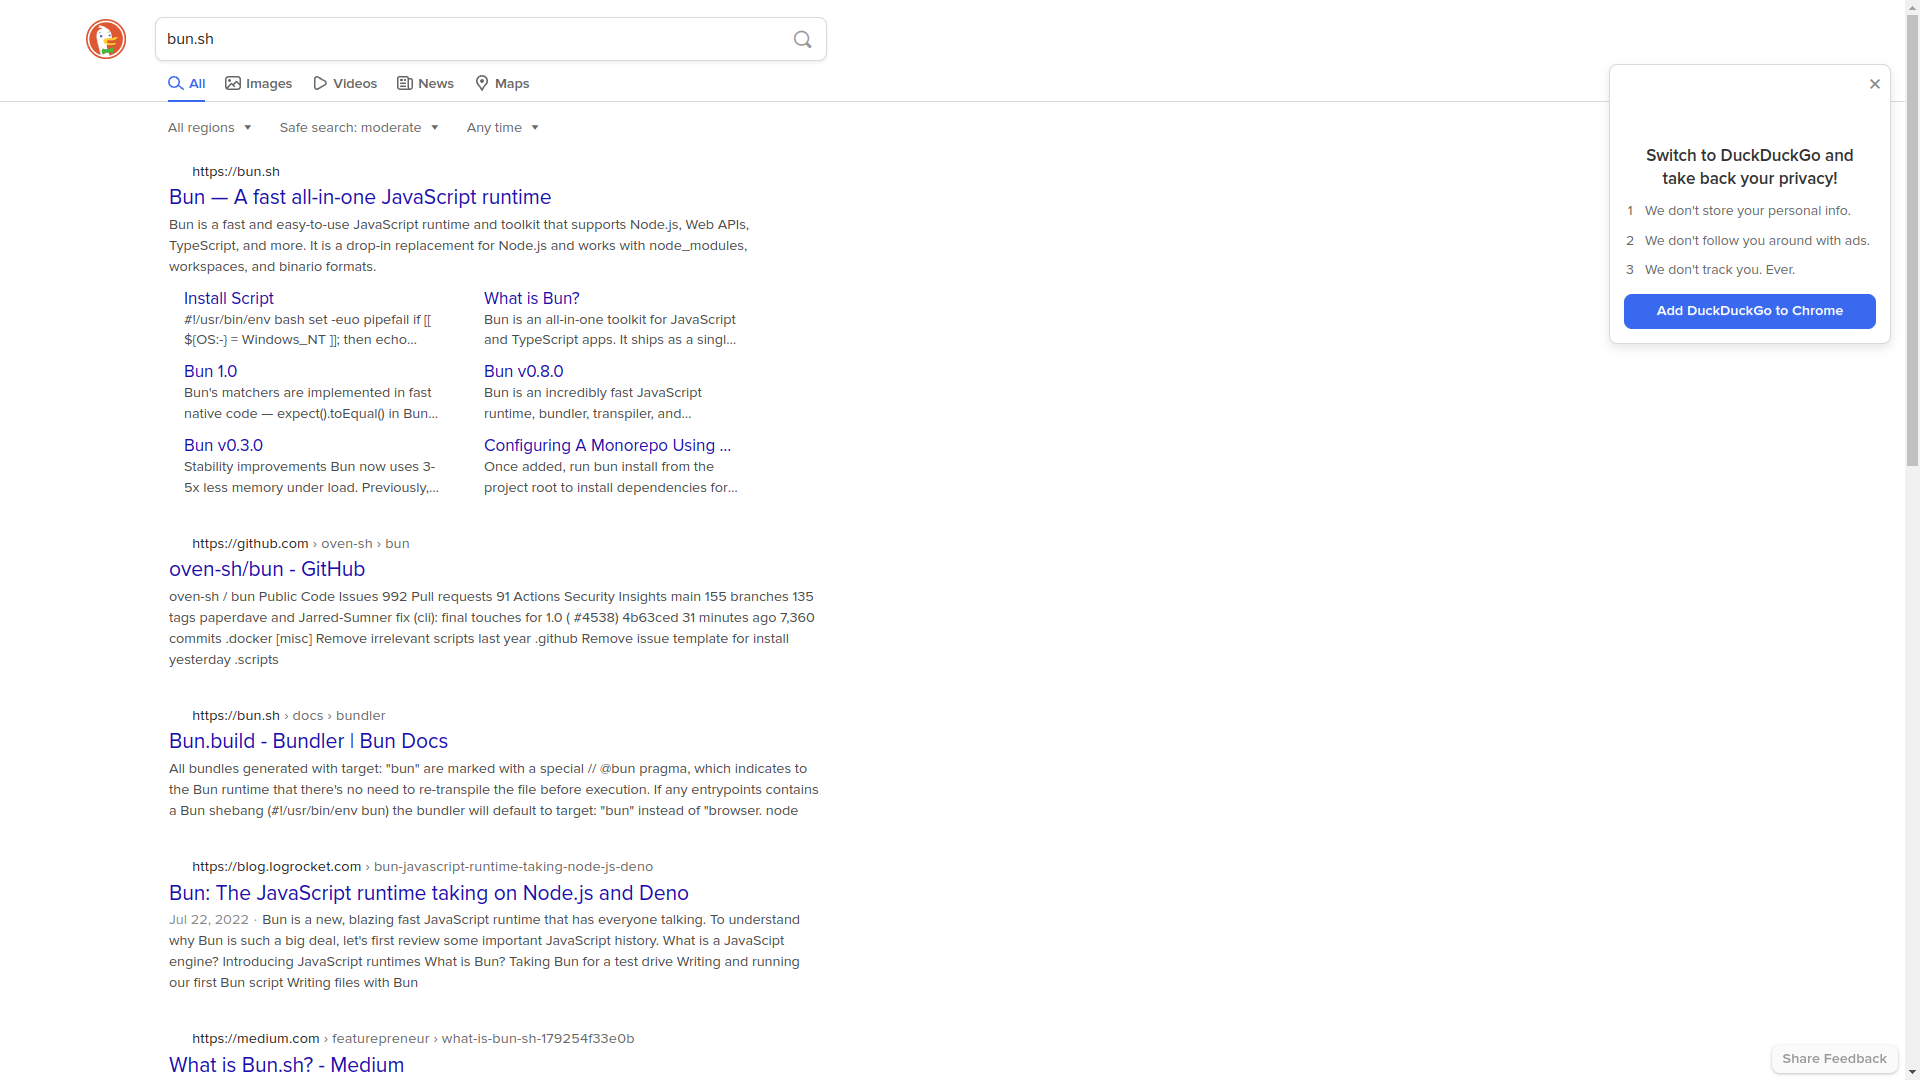 bun.sh
All
Images
Videos
News
Maps
All regions
Safe search: moderate
Any time
https://bun.sh
Bun — A fast all-in-one JavaScript runtime
Bun is a fast and easy-to-use JavaScript runtime and toolkit that supports Node.js, Web APIs,
TypeScript, and more. It is a drop-in replacement for Node.js and works with node_modules,
workspaces, and binario formats.
Install Script
#!/usr/bin/env bash set -euo pipefail if [[
${OS:-} = Windows_NT ]]; then echo...
What is Bun?
Bun is an all-in-one toolkit for JavaScript
and TypeScript apps. It ships as a singl...
Bun 1.0
Bun's matchers are implemented in fast
native code — expect().toEqual() in Bun...
Bun v0.8.0
Bun is an incredibly fast JavaScript
runtime, bundler, transpiler, and...
Bun v0.3.0
Stability improvements Bun now uses 3-
5x less memory under load. Previously,...
Configuring A Monorepo Using ...
Once added, run bun install from the
project root to install dependencies for...
https://github.com › oven-sh › bun
oven-sh/bun - GitHub
oven-sh / bun Public Code Issues 992 Pull requests 91 Actions Security Insights main 155 branches 135
tags paperdave and Jarred-Sumner fix (cli): final touches for 1.0 ( #4538) 4b63ced 31 minutes ago 7,360
commits .docker [misc] Remove irrelevant scripts last year .github Remove issue template for install
yesterday .scripts
https://bun.sh › docs › bundler
Bun.build - Bundler | Bun Docs
All bundles generated with target: "bun" are marked with a special // @bun pragma, which indicates to
the Bun runtime that there's no need to re-transpile the file before execution. If any entrypoints contains
a Bun shebang (#!/usr/bin/env bun) the bundler will default to target: "bun" instead of "browser. node
https://blog.logrocket.com › bun-javascript-runtime-taking-node-js-deno
Bun: The JavaScript runtime taking on Node.js and Deno
Jul 22, 2022 · Bun is a new, blazing fast JavaScript runtime that has everyone talking. To understand
why Bun is such a big deal, let's first review some important JavaScript history. What is a JavaScipt
engine? Introducing JavaScript runtimes What is Bun? Taking Bun for a test drive Writing and running
our first Bun script Writing files with Bun
https://medium.com › featurepreneur › what-is-bun-sh-179254f33e0b
What is Bun.sh? - Medium
Switch to DuckDuckGo and
take back your privacy!
1 We don't store your personal info.
2 We don't follow you around with ads.
3 We don't track you. Ever.
Add DuckDuckGo to Chrome
Share Feedback